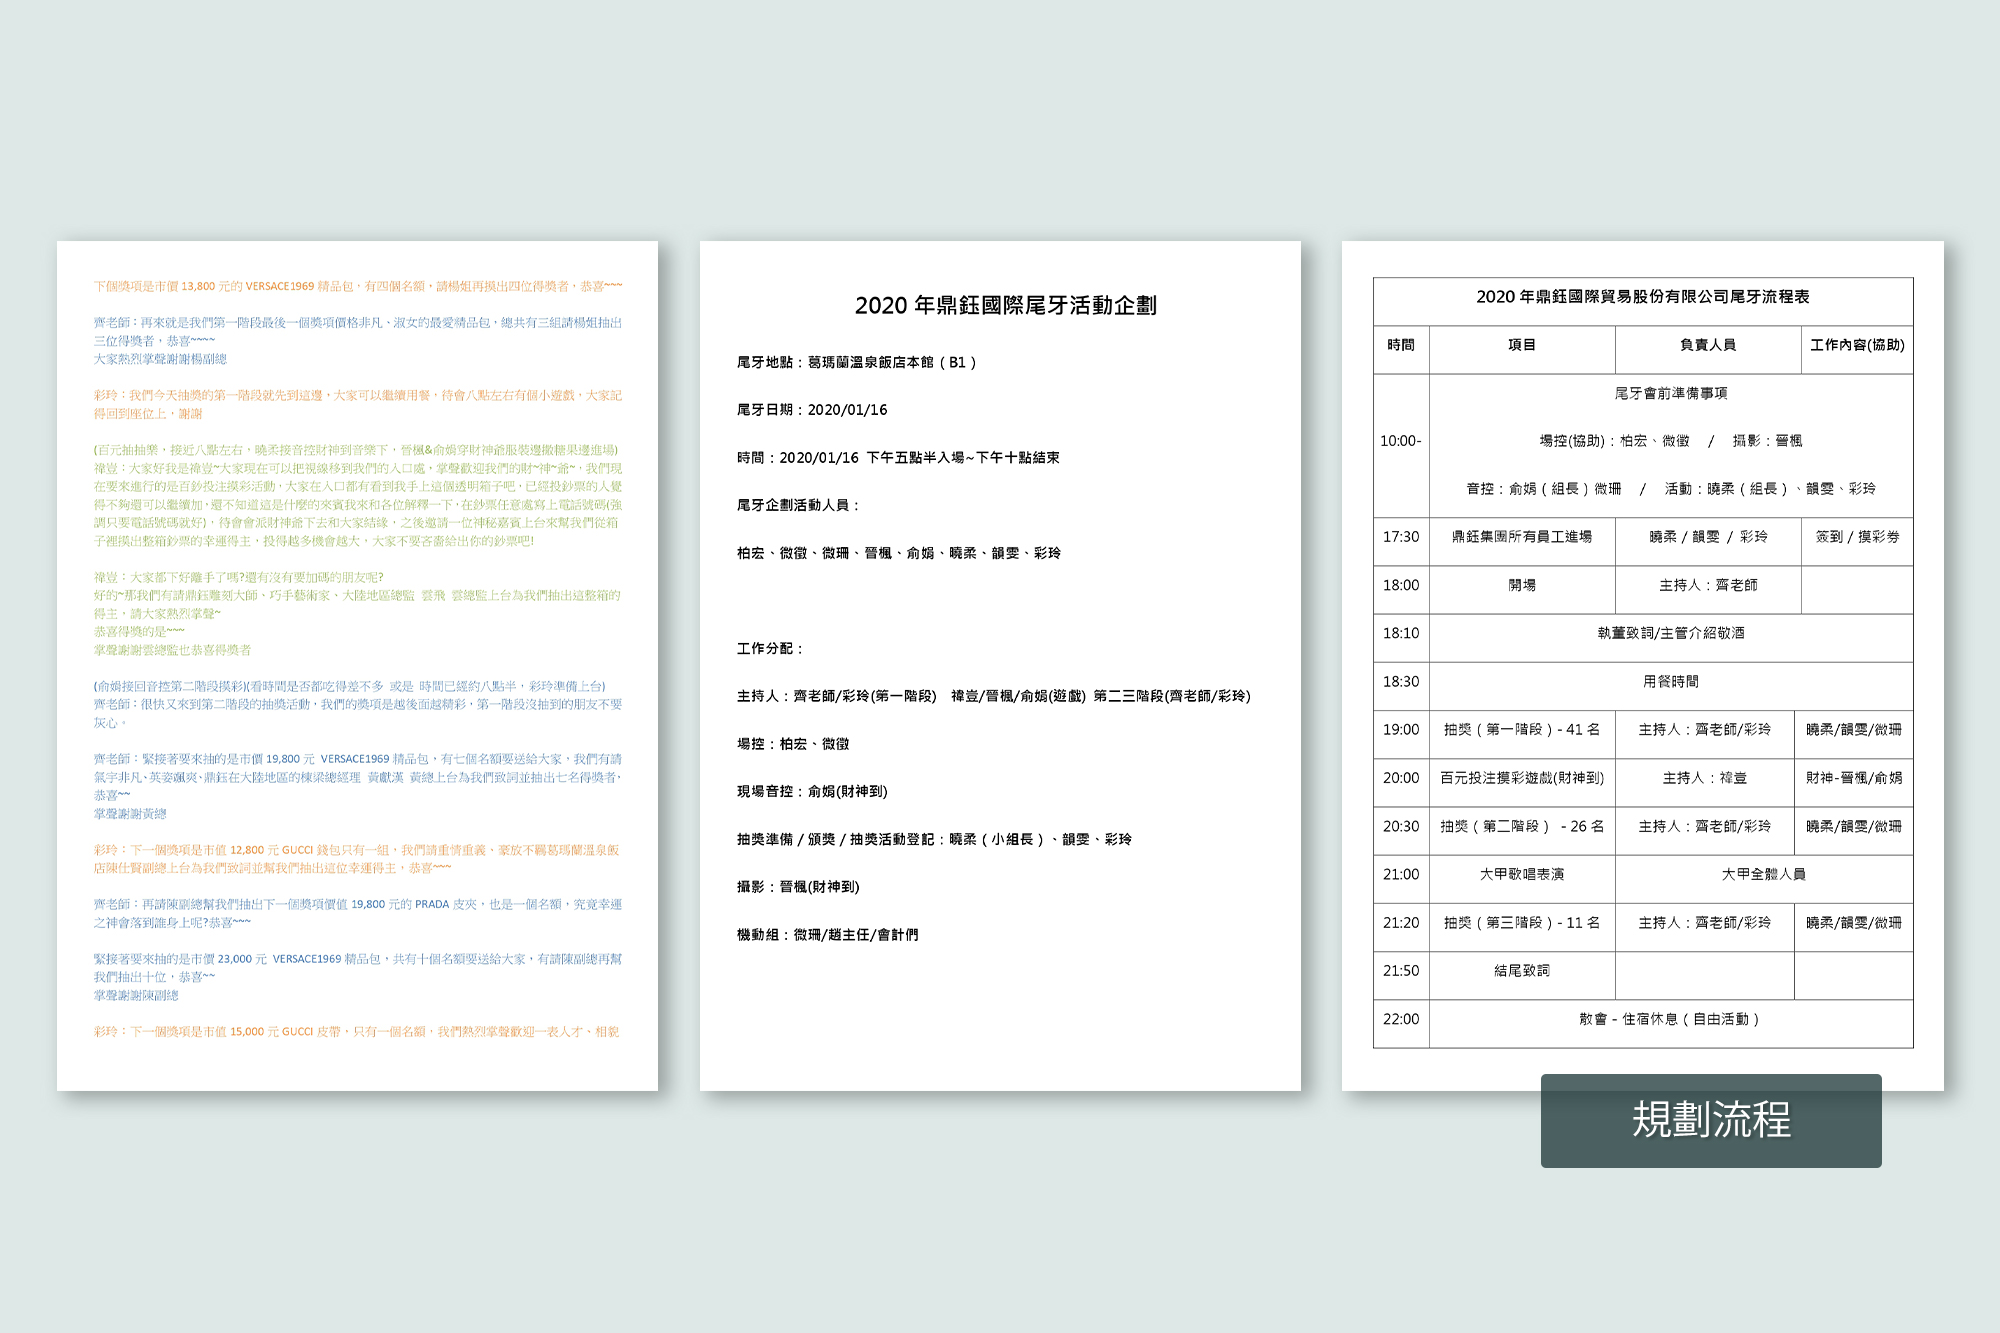 下個獎項是市價 13,800 元的 VERSACE1969 精品包，有四個名額，請楊姐再摸出四位得獎者，恭喜~~~
齊老師：再來就是我們第一階段最後一個獎項價格非凡、淑女的最愛精品包，總共有三組請楊姐抽出
三位得獎者，恭喜~~~~
大家熱烈掌聲謝謝楊副總
彩玲：我們今天抽獎的第一階段就先到這邊，大家可以繼續用餐，待會八點左右有個小遊戲，大家記
得回到座位上，謝謝
(百元抽抽樂，接近八點左右，曉柔接音控財神到音樂下，晉楓&俞娟穿財神爺服裝邊撒糖果邊進場)
禕豈：大家好我是禕豈~大家現在可以把視線移到我們的入口處，掌聲歡迎我們的財~神~爺~，我們現
在要來進行的是百鈔投注摸彩活動，大家在入口都有看到我手上這個透明箱子吧，已經投鈔票的人覺
得不夠還可以繼續加，還不知道這是什麼的來賓我來和各位解釋一下，在鈔票任意處寫上電話號碼(強
調只要電話號碼就好)，待會會派財神爺下去和大家結緣，之後邀請一位神秘嘉賓上台來幫我們從箱
子裡摸出整箱鈔票的幸運得主，投得越多機會越大，大家不要吝嗇給出你的鈔票吧!
禕豈：大家都下好離手了嗎?還有沒有要加碼的朋友呢?
好的~那我們有請鼎鈺雕刻大師、巧手藝術家、大陸地區總監 雲飛 雲總監上台為我們抽出這整箱的
得主，請大家熱烈掌聲~
恭喜得獎的是~~~
掌聲謝謝雲總監也恭喜得獎者
(俞娟接回音控第二階段摸彩)(看時間是否都吃得差不多 或是 時間已經約八點半，彩玲準備上台)
齊老師：很快又來到第二階段的抽獎活動，我們的獎項是越後面越精彩，第一階段沒抽到的朋友不要
灰心。
齊老師：緊接著要來抽的是市價 19,800 元 VERSACE1969 精品包，有七個名額要送給大家，我們有請
氣宇非凡、英姿颯爽、鼎鈺在大陸地區的棟梁總經理 黃獻漢 黃總上台為我們致詞並抽出七名得獎者，
恭喜~~
掌聲謝謝黃總
彩玲：下一個獎項是市值 12,800 元 GUCCI 錢包只有一組，我們請重情重義、豪放不羈葛瑪蘭溫泉飯
店陳仕賢副總上台為我們致詞並幫我們抽出這位幸運得主，恭喜~~~
齊老師：再請陳副總幫我們抽出下一個獎項價值 19,800 元的 PRADA 皮夾，也是一個名額，究竟幸運
之神會落到誰身上呢?恭喜~~~
緊接著要來抽的是市價 23,000 元 VERSACE1969 精品包，共有十個名額要送給大家，有請陳副總再幫
我們抽出十位，恭喜~~
掌聲謝謝陳副總
彩玲：下一個獎項是市值 15,000 元 GUCCI 皮帶，只有一個名額，我們熱烈掌聲歡迎一表人才、相貌
2020 年鼎鈺國際尾牙活動企劃
尾牙地點：葛瑪蘭溫泉飯店本館（B1）
尾牙日期：2020/01/16
時間：2020/01/16 下午五點半入場~下午十點結束
尾牙企劃活動人員：
柏宏、微徵、微珊、晉楓、俞娟、曉柔、韻雯、彩玲
工作分配：
主持人：齊老師/彩玲(第一階段) 禕豈/晉楓/俞娟(遊戲) 第二三階段(齊老師/彩玲)
場控：柏宏、微徵
現場音控：俞娟(財神到)
抽獎準備 / 頒獎 / 抽獎活動登記：曉柔（小組長）、韻雯、彩玲
攝影：晉楓(財神到)
機動組：微珊/趙主任/會計們
2020 年鼎鈺國際貿易股份有限公司尾牙流程表
時間 項目 負責人員 工作內容(協助)
尾牙會前準備事項
10:00- 場控(協助)：柏宏、微徵 / 攝影：晉楓
音控：俞娟（組長）微珊 / 活動：曉柔（組長）、韻雯、彩玲
17:30 鼎鈺集團所有員工進場 曉柔 / 韻雯 / 彩玲 簽到 / 摸彩券
18:00 開場 主持人：齊老師
18:10 執董致詞/主管介紹敬酒
18:30 用餐時間
19:00 抽獎（第一階段）- 41 名 主持人：齊老師/彩玲 曉柔/韻雯/微珊
20:00 百元投注摸彩遊戲(財神到) 主持人：禕豈 財神-晉楓/俞娟
20:30 抽獎（第二階段） - 26 名 主持人：齊老師/彩玲 曉柔/韻雯/微珊
21:00 大甲歌唱表演 大甲全體人員
21:20 抽獎（第三階段）- 11 名 主持人：齊老師/彩玲 曉柔/韻雯/微珊
21:50 結尾致詞
22:00 散會 - 住宿休息（自由活動）
規劃流程